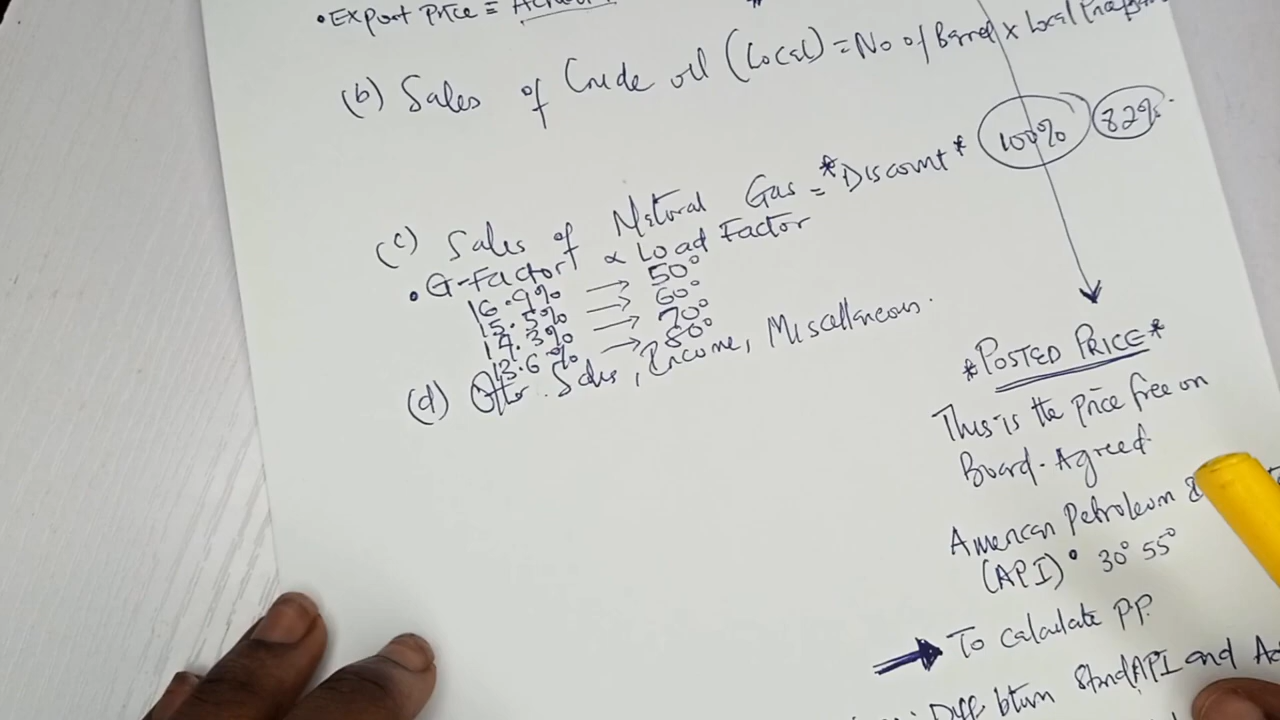 • Export Price =
(b) Sales of Crude oil (Local) = No of Barrel x Local
100% 82%
(c) Sales of Natural Gas = *Discount*
• G-Factor ∝ Load Factor
16.9% → 50°
15.5% → 60°
14.3% → 70°
13.6% → 80°
(d) Other Sales, Income, Miscellaneous.
*POSTED PRICE*
This is the price free on
Board. Agreed
American Petroleum
(API)° 30° 55°
→ To calculate PP.
Diff btwn Stand API and